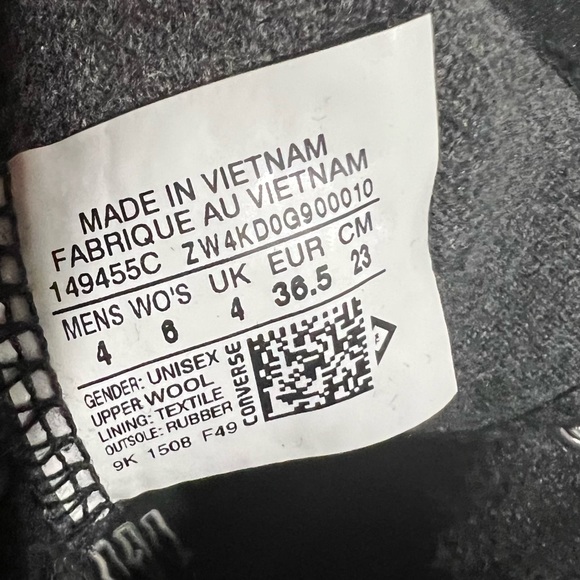 MADE IN VIETNAM
FABRIQUE AU VIETNAM
149455C ZW4KD0G900010
MENS WO'S UK EUR CM
4 6 4 36.5 23
GENDER: UNISEX
UPPER WOOL
LINING: TEXTILE
OUTSOLE: RUBBER
9K 1508 F49
CONVERSE